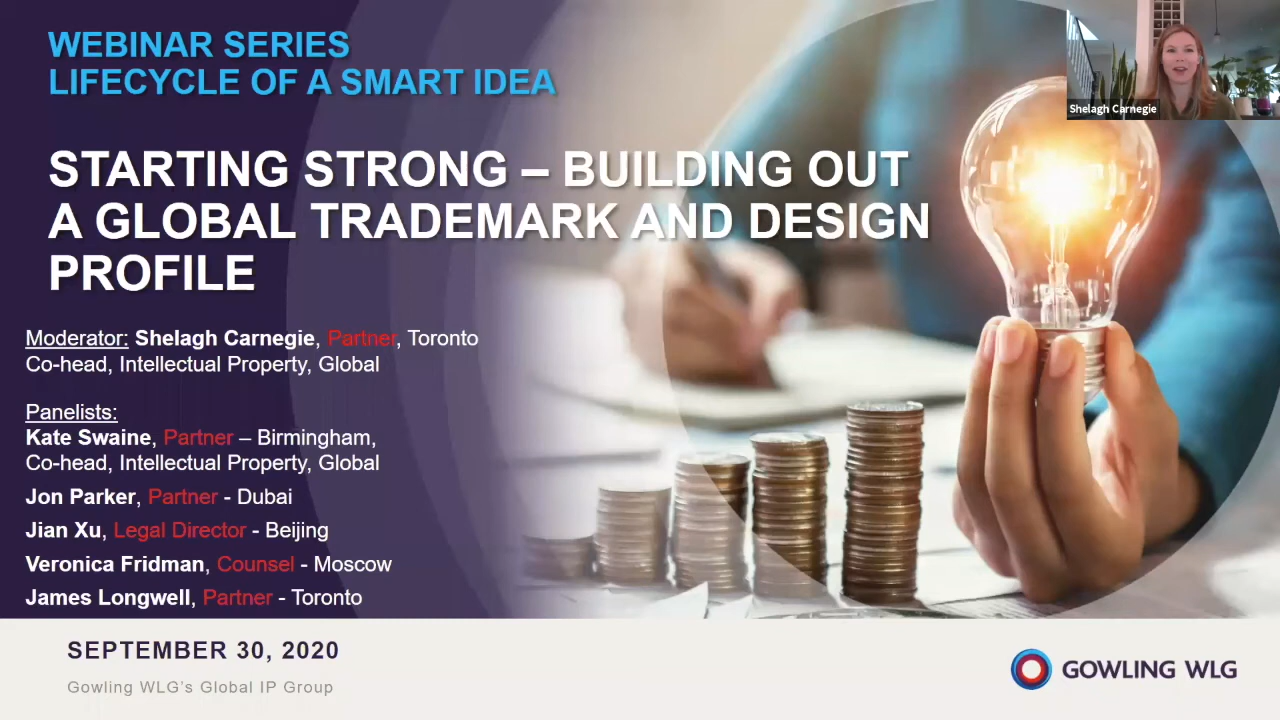 WEBINAR SERIES
LIFECYCLE OF A SMART IDEA
Shelagh Carnegie
STARTING STRONG – BUILDING OUT
A GLOBAL TRADEMARK AND DESIGN
PROFILE
Moderator: Shelagh Carnegie, Partner, Toronto
Co-head, Intellectual Property, Global
Panelists:
Kate Swaine, Partner – Birmingham,
Co-head, Intellectual Property, Global
Jon Parker, Partner - Dubai
Jian Xu, Legal Director - Beijing
Veronica Fridman, Counsel - Moscow
James Longwell, Partner - Toronto
SEPTEMBER 30, 2020
Gowling WLG's Global IP Group
GOWLING WLG